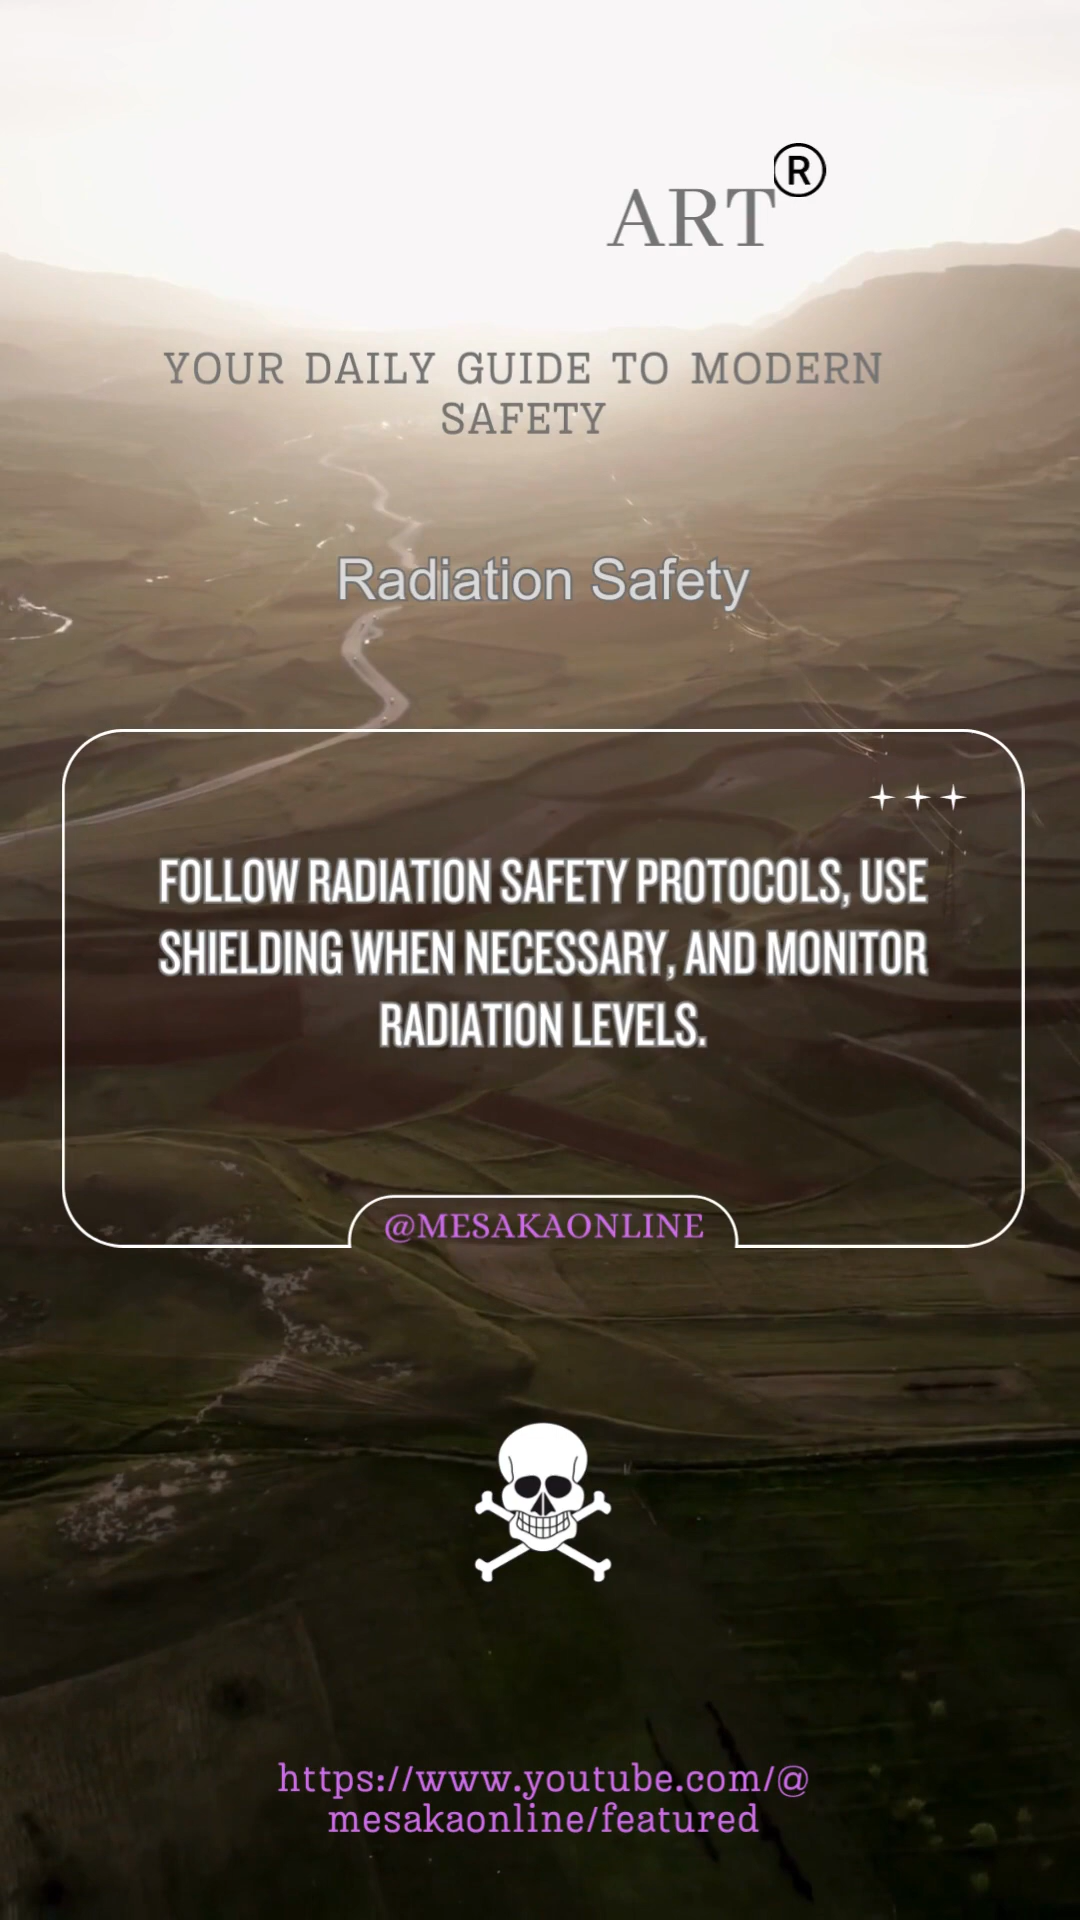 ART®
YOUR DAILY GUIDE TO MODERN
SAFETY
Radiation Safety
FOLLOW RADIATION SAFETY PROTOCOLS, USE
SHIELDING WHEN NECESSARY, AND MONITOR
RADIATION LEVELS.
@MESAKAONLINE
https://www.youtube.com/@
mesakaonline/featured